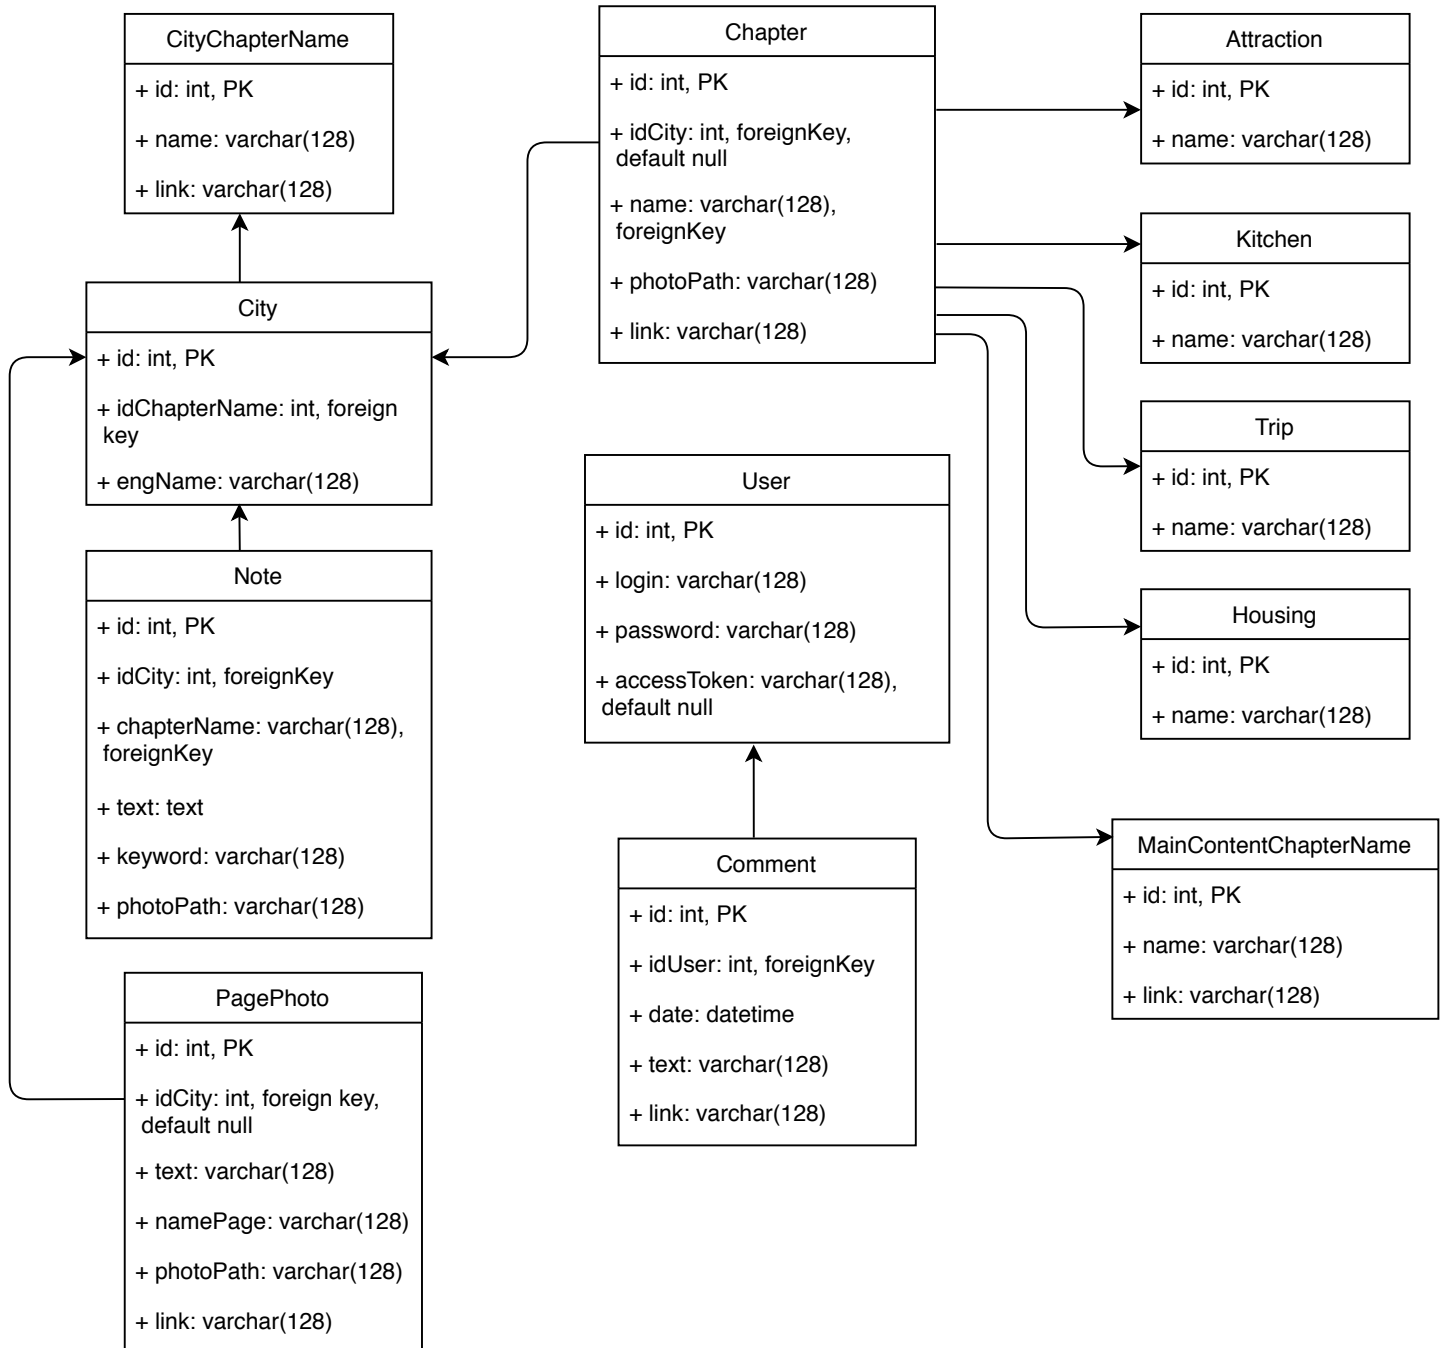 CityChapterName
+ id: int, PK
+ name: varchar(128)
+ link: varchar(128)
City
+ id: int, PK
+ idChapterName: int, foreign
key
+ engName: varchar(128)
Note
+ id: int, PK
+ idCity: int, foreignKey
+ chapterName: varchar(128),
foreignKey
+ text: text
+ keyword: varchar(128)
+ photoPath: varchar(128)
PagePhoto
+ id: int, PK
+ idCity: int, foreign key,
default null
+ text: varchar(128)
+ namePage: varchar(128)
+ photoPath: varchar(128)
+ link: varchar(128)
Chapter
+ id: int, PK
+ idCity: int, foreignKey,
default null
+ name: varchar(128),
foreignKey
+ photoPath: varchar(128)
+ link: varchar(128)
User
+ id: int, PK
+ login: varchar(128)
+ password: varchar(128)
+ accessToken: varchar(128),
default null
Comment
+ id: int, PK
+ idUser: int, foreignKey
+ date: datetime
+ text: varchar(128)
+ link: varchar(128)
Attraction
+ id: int, PK
+ name: varchar(128)
Kitchen
+ id: int, PK
+ name: varchar(128)
Trip
+ id: int, PK
+ name: varchar(128)
Housing
+ id: int, PK
+ name: varchar(128)
MainContentChapterName
+ id: int, PK
+ name: varchar(128)
+ link: varchar(128)